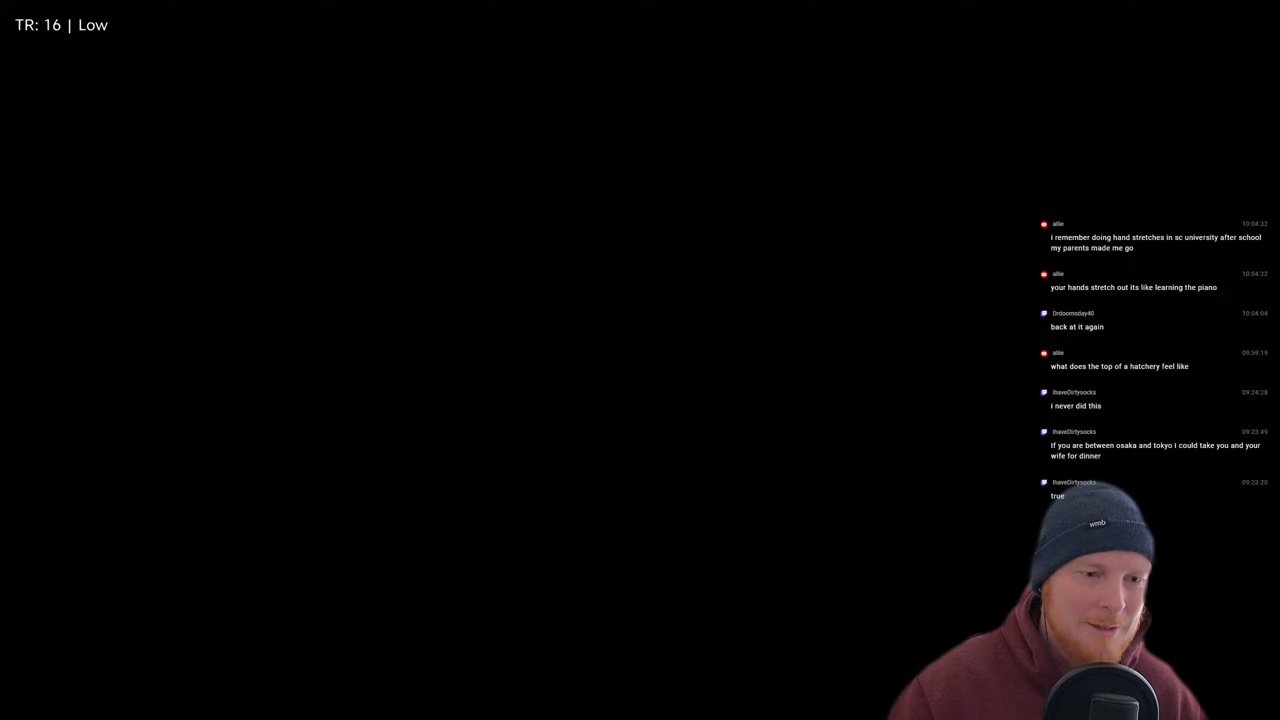 TR: 16 | Low
allie 10:04:32
i remember doing hand stretches in sc university after school
my parents made me go
allie 10:04:22
your hands stretch out its like learning the piano
Drdoomsday40 10:04:04
back at it again
allie 09:59:19
what does the top of a hatchery feel like
IhaveDirtysocks 09:24:28
i never did this
IhaveDirtysocks 09:23:49
If you are between osaka and tokyo I could take you and your
wife for dinner
IhaveDirtysocks 09:23:20
true
wmb